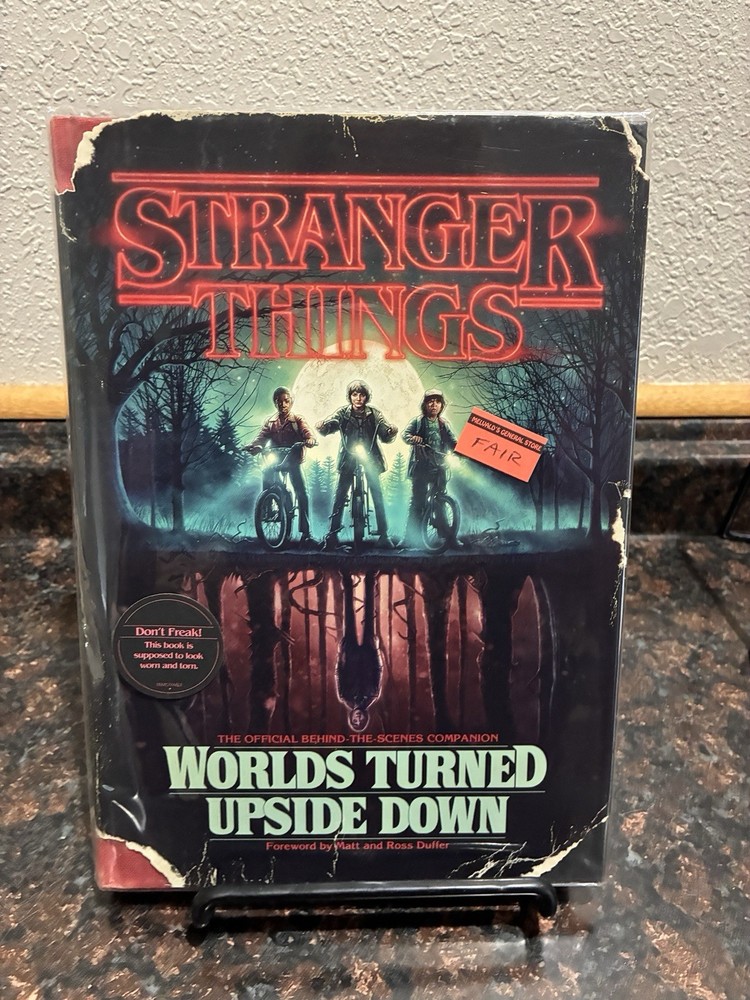 STRANGER
THINGS
MELVALD'S GENERAL STORE
FAIR
Don't Freak!
This book is
supposed to look
worn and torn.
THE OFFICIAL BEHIND-THE-SCENES COMPANION
WORLDS TURNED
UPSIDE DOWN
Foreword by Matt and Ross Duffer